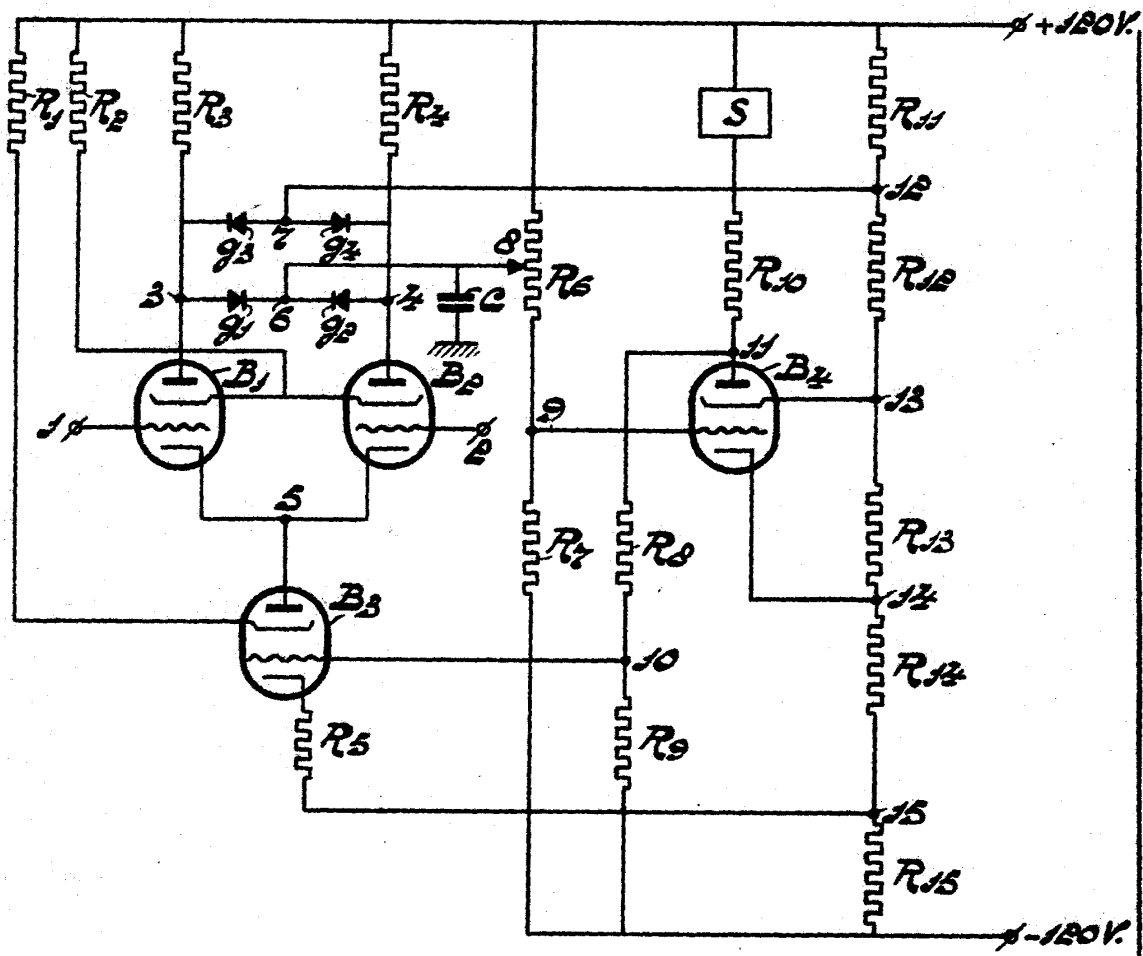 +120V.
R1 R2 R3 R4 S R11
12
g3 7 g4 8 R6 R10 R12
3 g1 6 g2 4 C
11
B1 B2 B4 13
1 2 9
5
R7 R8 R13
14
B3
10 R14
R5 R9
15
R15
-120V.